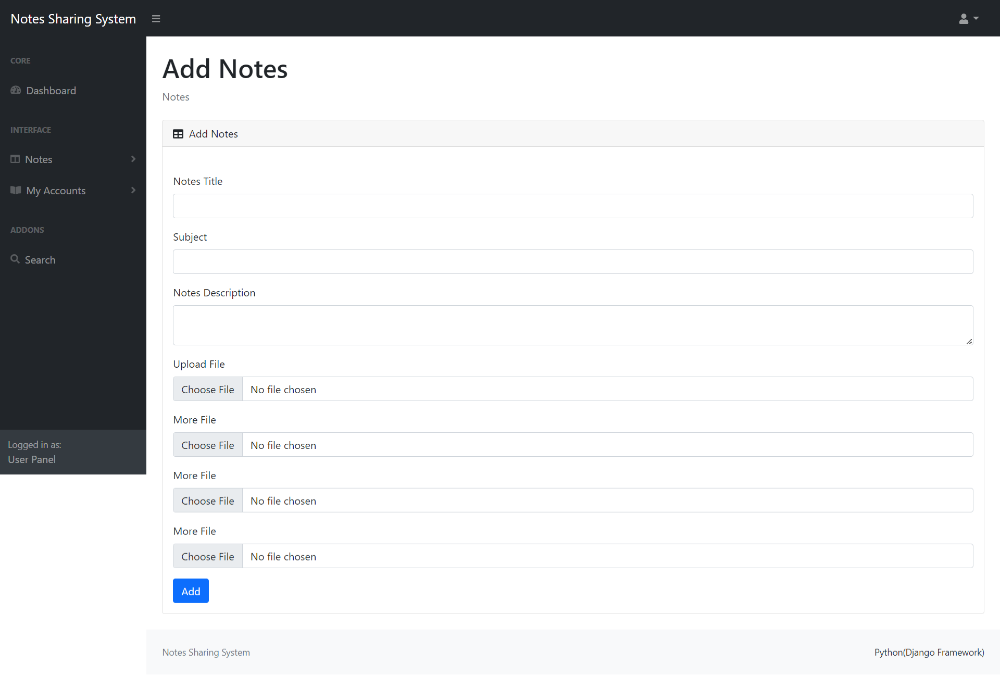 Notes Sharing System
CORE
Dashboard
INTERFACE
Notes
My Accounts
ADDONS
Search
Logged in as:
User Panel
Add Notes
Notes
Add Notes
Notes Title
Subject
Notes Description
Upload File
Choose File No file chosen
More File
Choose File No file chosen
More File
Choose File No file chosen
More File
Choose File No file chosen
Add
Notes Sharing System
Python(Django Framework)